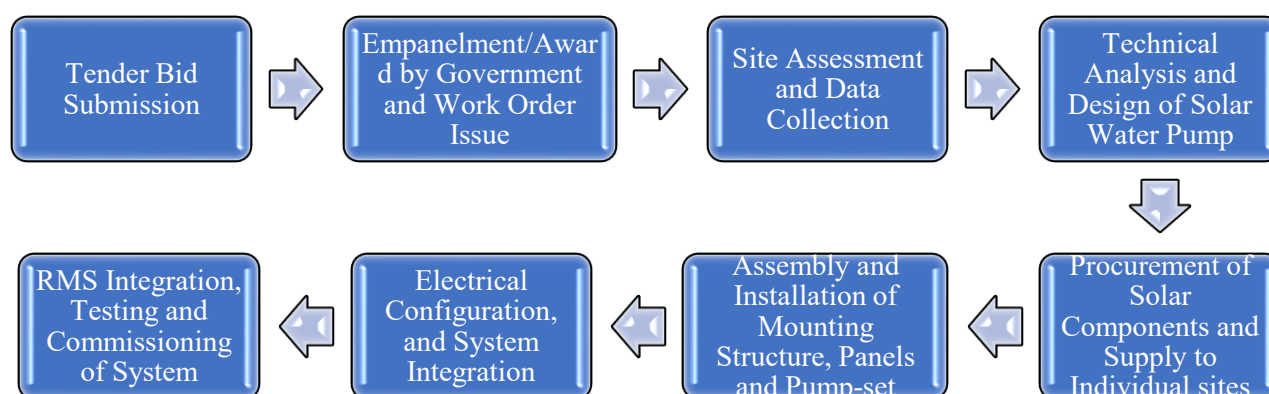 Tender Bid
Submission
Empanelment/Awar
d by Government
and Work Order
Issue
Site Assessment
and Data
Collection
Technical
Analysis and
Design of Solar
Water Pump
Procurement of
Solar
Components and
Supply to
Individual sites
Assembly and
Installation of
Mounting
Structure, Panels
and Pump-set
Electrical
Configuration,
and System
Integration
RMS Integration,
Testing and
Commissioning
of System